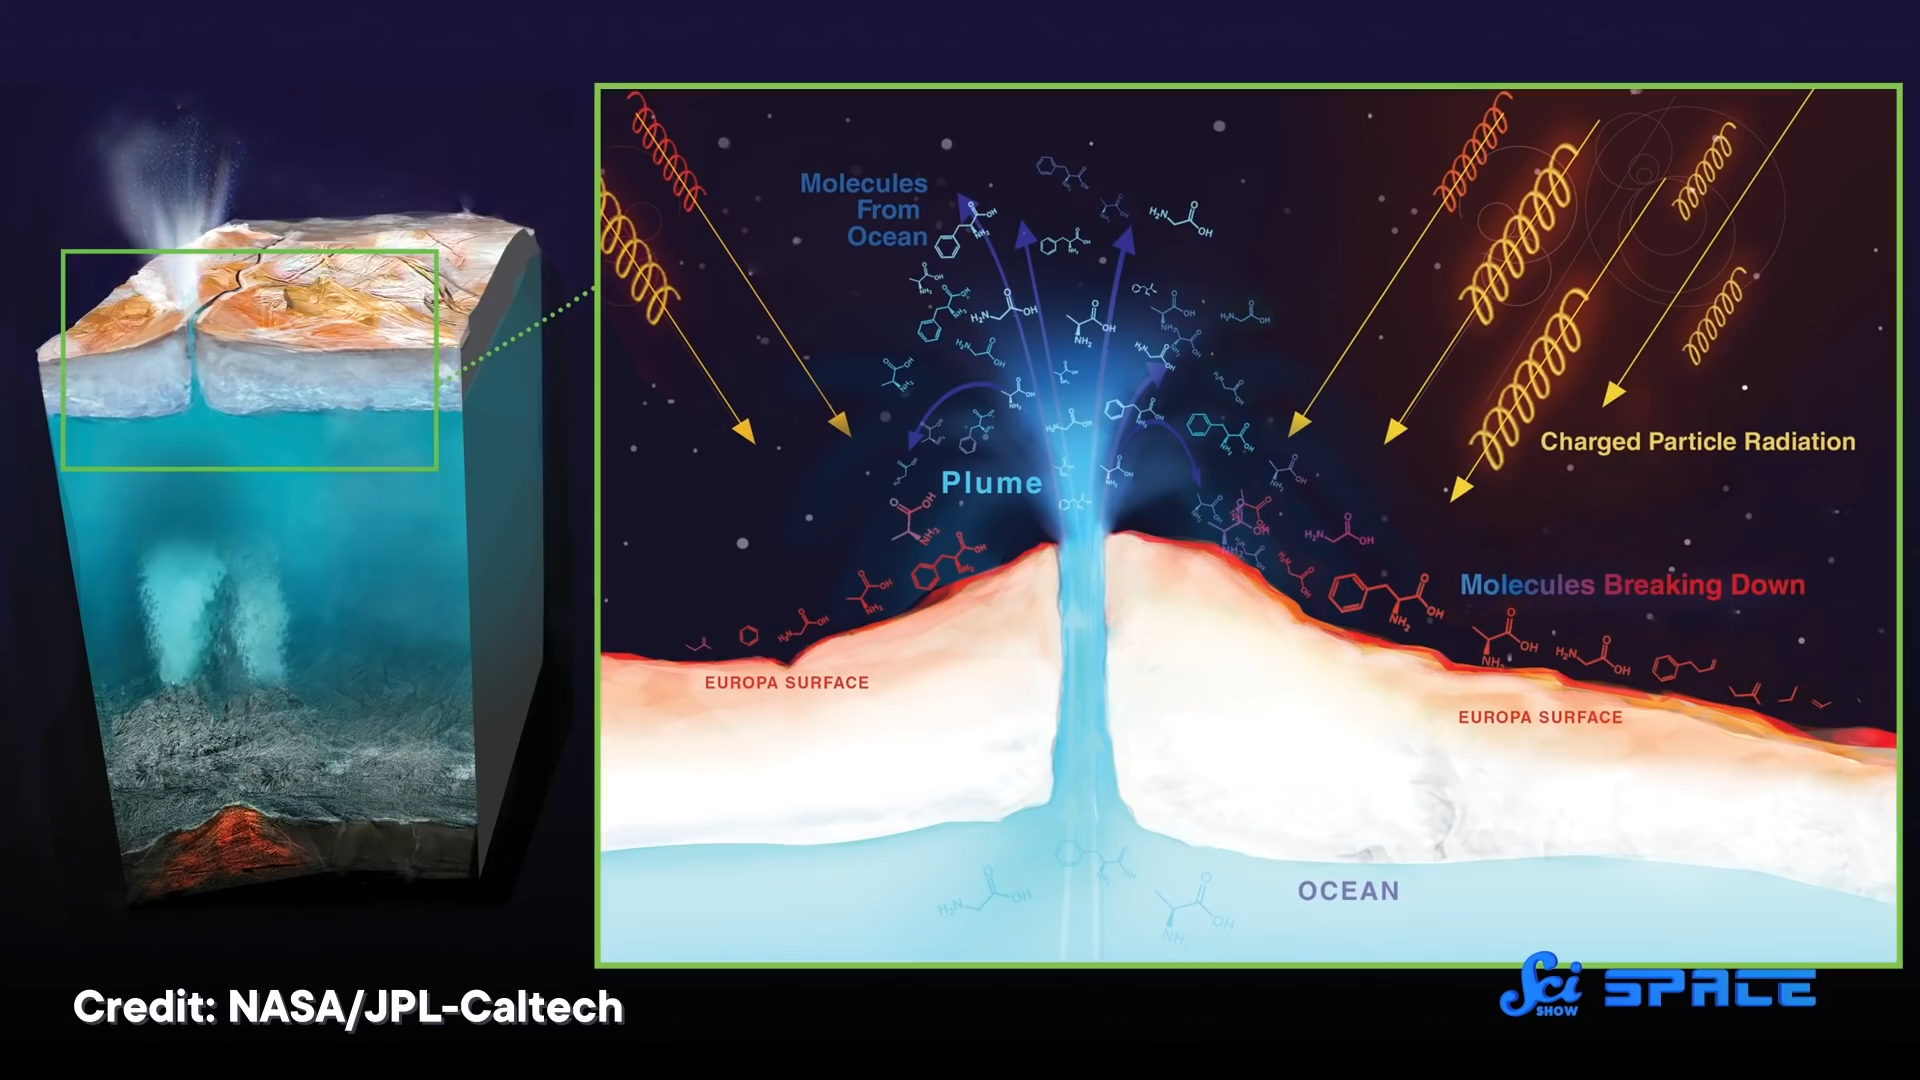 Molecules
From
Ocean
Plume
Charged Particle Radiation
Molecules Breaking Down
EUROPA SURFACE
EUROPA SURFACE
OCEAN
Credit: NASA/JPL-Caltech
Sci
SHOW
SPACE